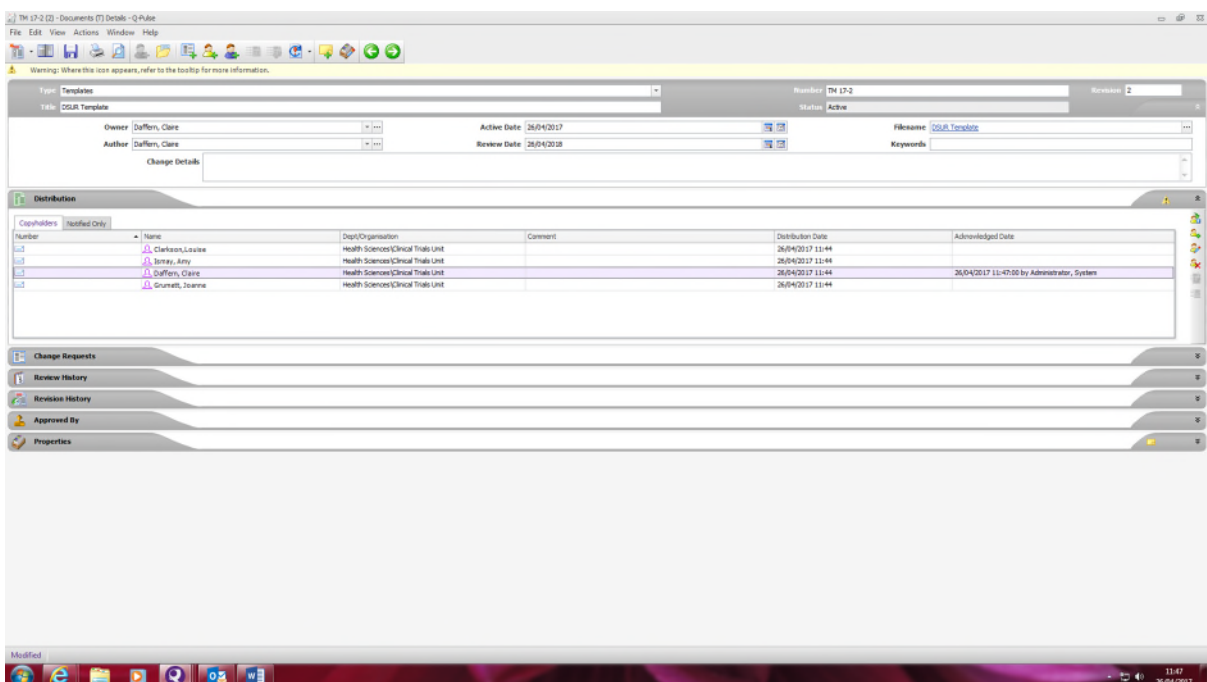 TM 17-2 (2) - Documents (T) Details - Q-Pulse
File Edit View Actions Window Help
Warning: Where this icon appears, refer to the tooltip for more information.
Type Templates Number TM 17-2 Revision 2
Title DSUR Template Status Active
Owner Daffern, Claire Active Date 26/04/2017 Filename DSUR Template
Author Daffern, Claire Review Date 26/04/2018 Keywords
Change Details
Distribution
Copyholders Notified Only
Number Name Dept/Organisation Comment Distribution Date Acknowledged Date
Clarkson,Louise Health Sciences\Clinical Trials Unit 26/04/2017 11:44
Ismay, Amy Health Sciences\Clinical Trials Unit 26/04/2017 11:44
Daffern, Claire Health Sciences\Clinical Trials Unit 26/04/2017 11:44 26/04/2017 11:47:00 by Administrator, System
Grumett, Joanne Health Sciences\Clinical Trials Unit 26/04/2017 11:44
Change Requests
Review History
Revision History
Approved By
Properties
Modified
11:47
26/04/2017